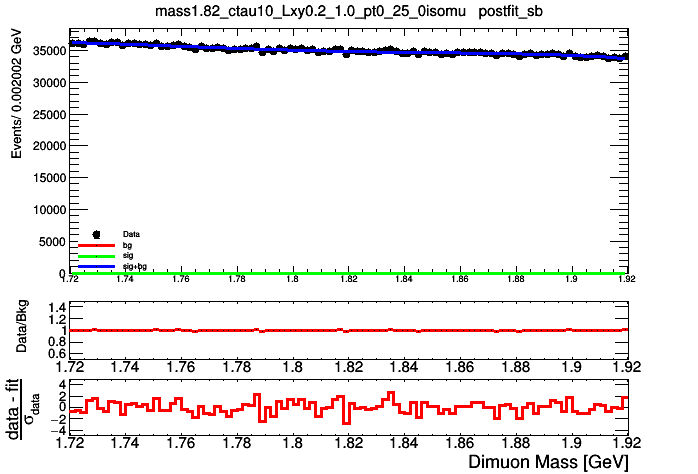 mass1.82_ctau10_Lxy0.2_1.0_pt0_25_0isomu postfit_sb
Events/ 0.002002 GeV
35000
30000
25000
20000
15000
10000
5000
0
Data
bg
sig
sig+bg
1.72 1.74 1.76 1.78 1.8 1.82 1.84 1.86 1.88 1.9 1.92
Data/Bkg
1.4
1.2
1
0.8
0.6
1.72 1.74 1.76 1.78 1.8 1.82 1.84 1.86 1.88 1.9 1.92
data - fit
σdata
4
2
0
−2
−4
1.72 1.74 1.76 1.78 1.8 1.82 1.84 1.86 1.88 1.9 1.92
Dimuon Mass [GeV]